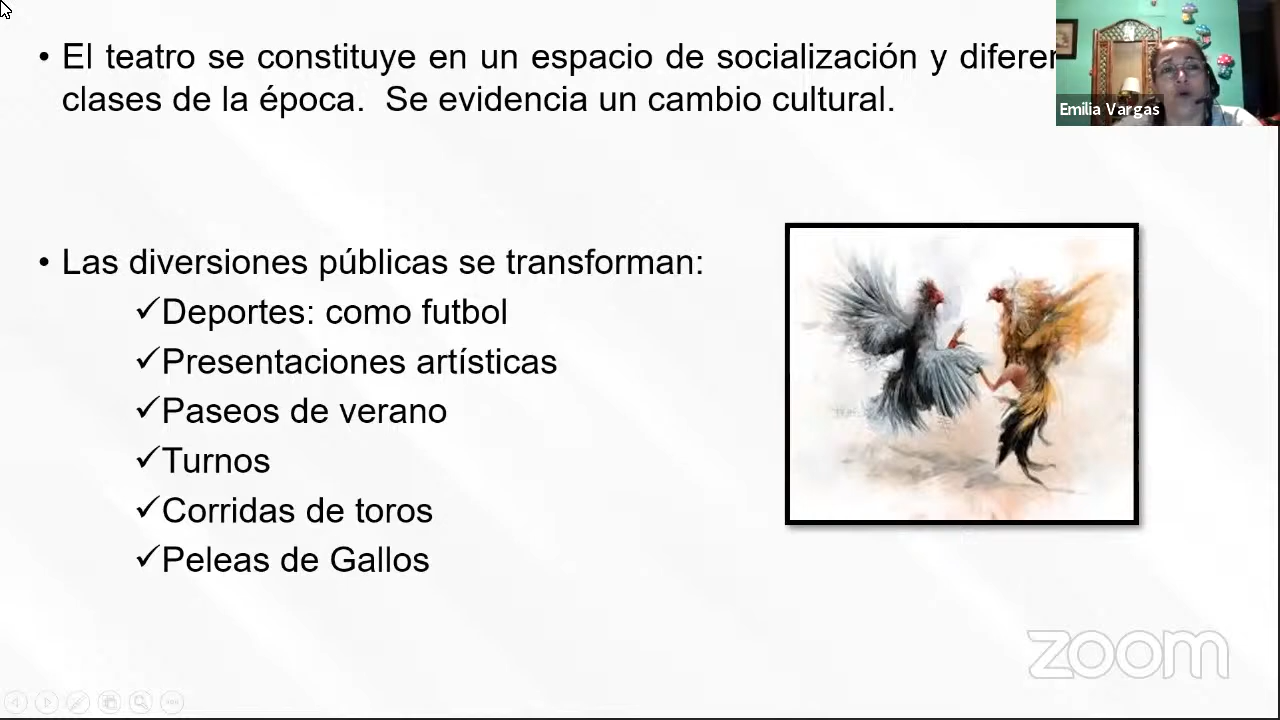 • El teatro se constituye en un espacio de socialización y
clases de la época. Se evidencia un cambio cultural.
Emilia Vargas
• Las diversiones públicas se transforman:
✓Deportes: como futbol
✓Presentaciones artísticas
✓Paseos de verano
✓Turnos
✓Corridas de toros
✓Peleas de Gallos
zoom